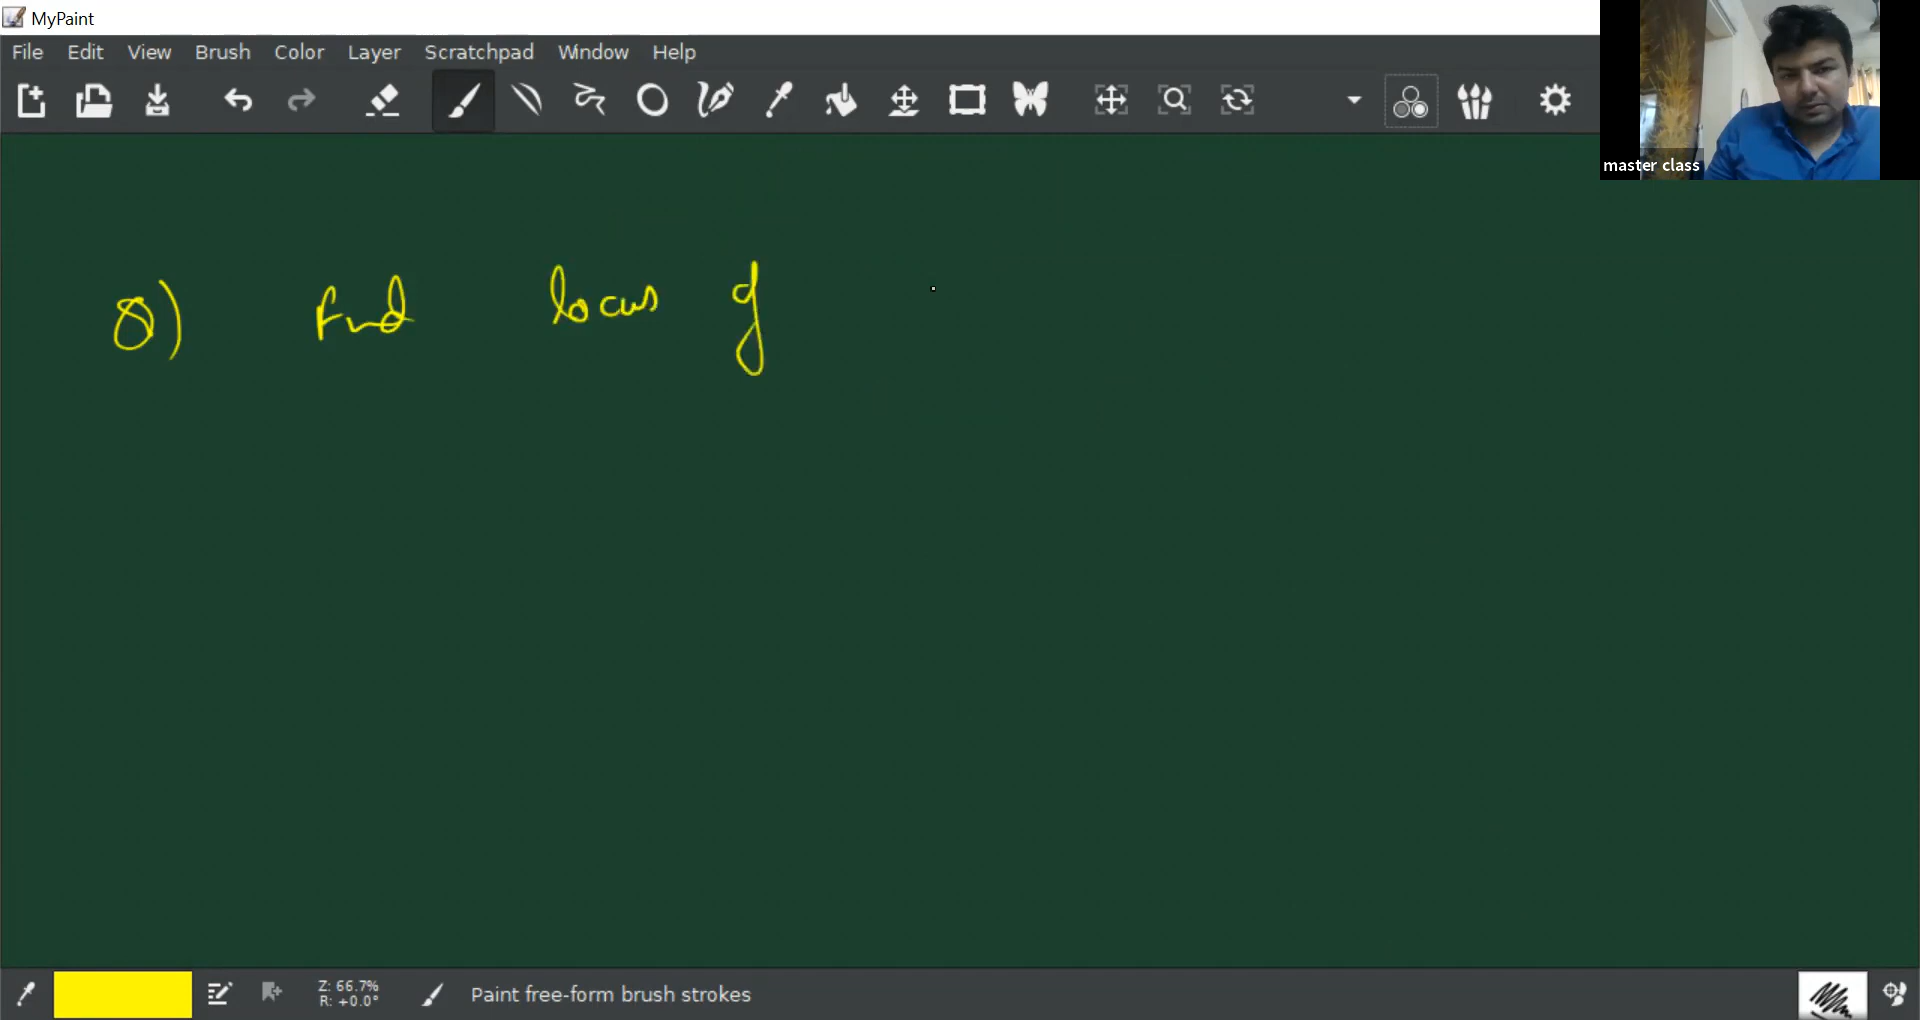 MyPaint
File Edit View Brush Color Layer Scratchpad Window Help
master class
Q) Find locus of
Z: 66.7%
R: +0.0°
Paint free-form brush strokes